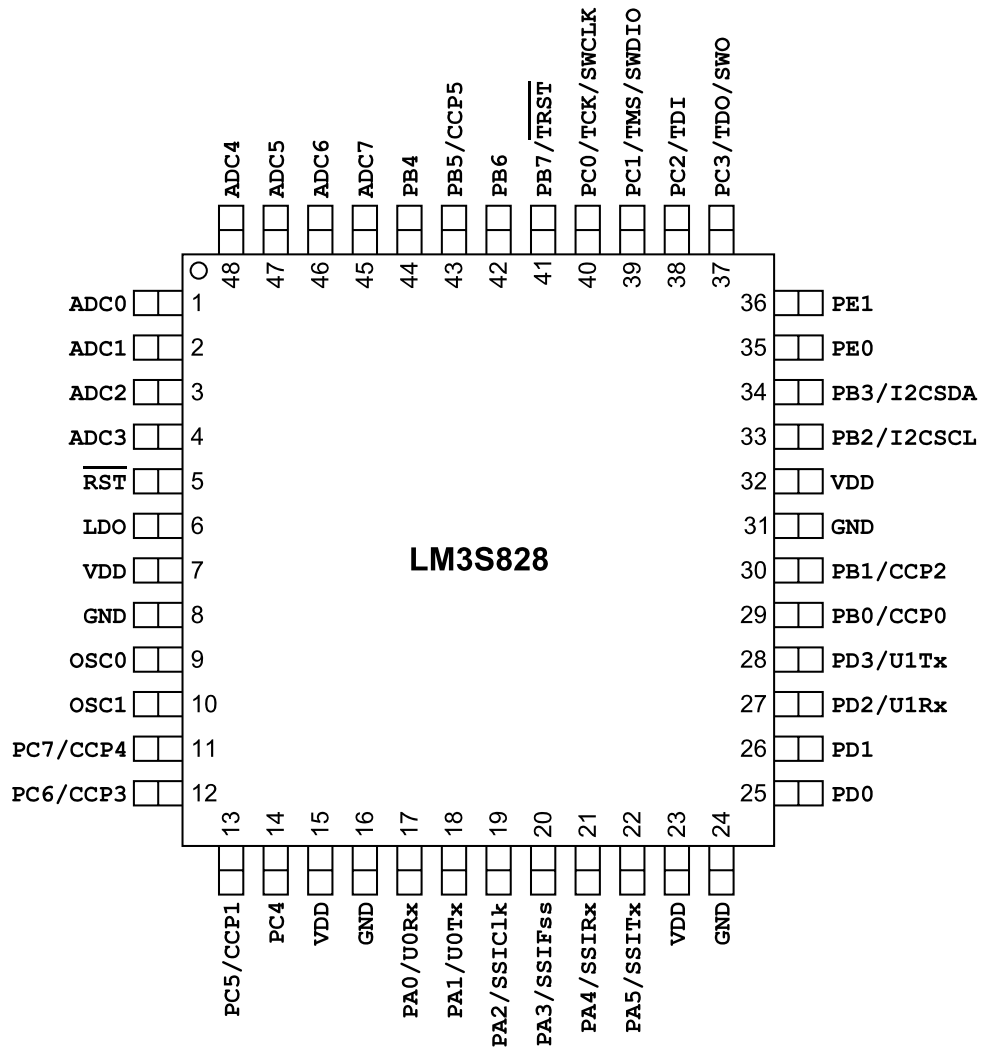 ADC4
ADC5
ADC6
ADC7
PB4
PB5/CCP5
PB6
PB7/TRST
PC0/TCK/SWCLK
PC1/TMS/SWDIO
PC2/TDI
PC3/TDO/SWO
48
47
46
45
44
43
42
41
40
39
38
37
ADC0 1
ADC1 2
ADC2 3
ADC3 4
RST 5
LDO 6
VDD 7
GND 8
OSC0 9
OSC1 10
PC7/CCP4 11
PC6/CCP3 12
LM3S828
36 PE1
35 PE0
34 PB3/I2CSDA
33 PB2/I2CSCL
32 VDD
31 GND
30 PB1/CCP2
29 PB0/CCP0
28 PD3/U1Tx
27 PD2/U1Rx
26 PD1
25 PD0
13
14
15
16
17
18
19
20
21
22
23
24
PC5/CCP1
PC4
VDD
GND
PA0/U0Rx
PA1/U0Tx
PA2/SSIClk
PA3/SSIFss
PA4/SSIRx
PA5/SSITx
VDD
GND